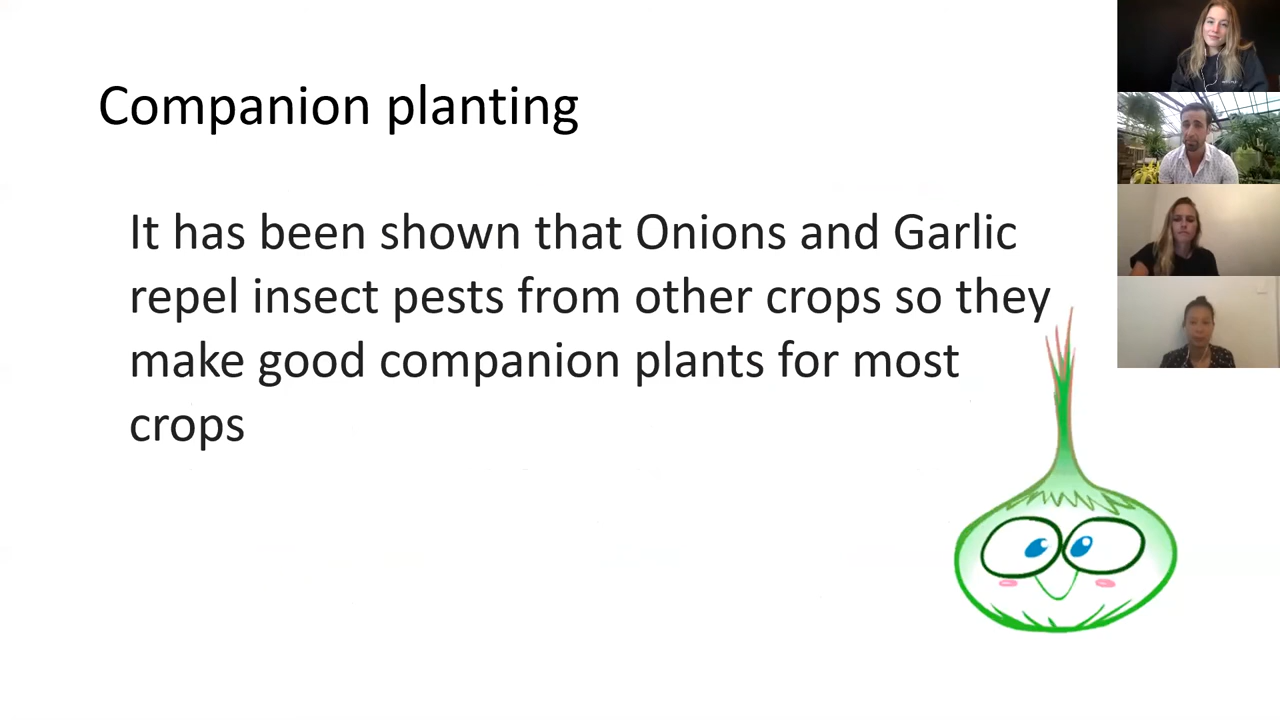 Companion planting
It has been shown that Onions and Garlic
repel insect pests from other crops so they
make good companion plants for most
crops